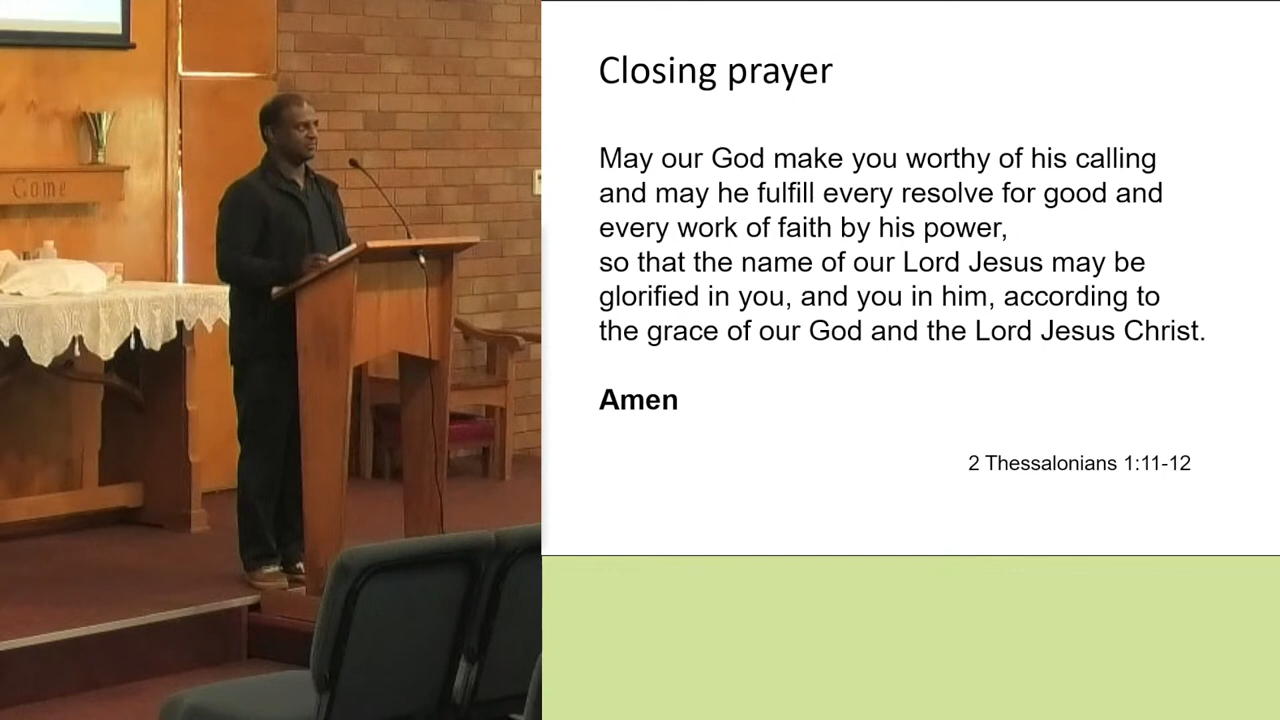 Come
Closing prayer
May our God make you worthy of his calling
and may he fulfill every resolve for good and
every work of faith by his power,
so that the name of our Lord Jesus may be
glorified in you, and you in him, according to
the grace of our God and the Lord Jesus Christ.
Amen
2 Thessalonians 1:11-12